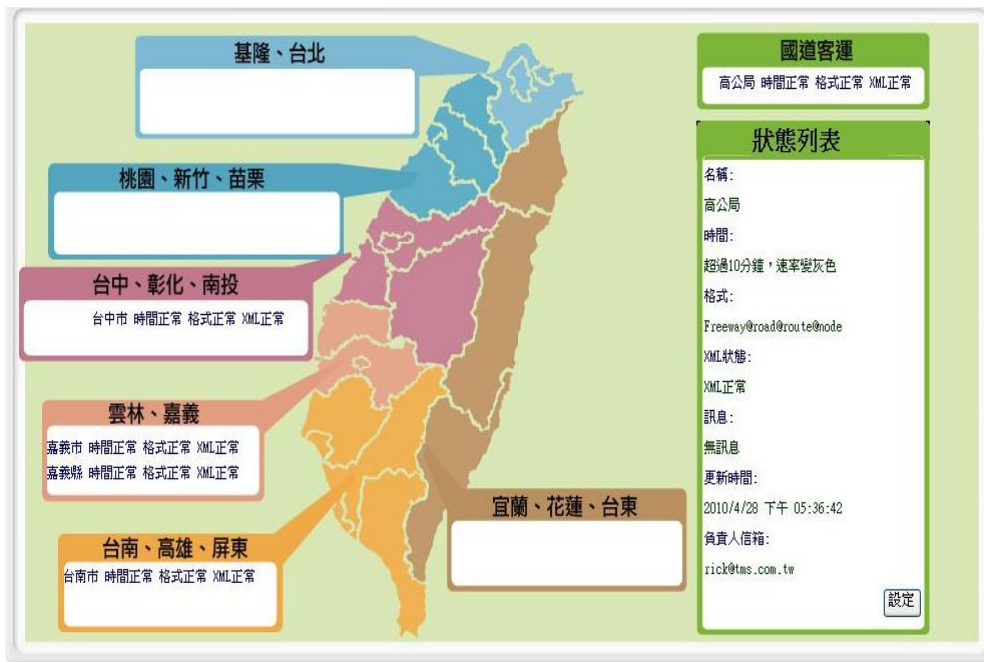 基隆、台北
桃園、新竹、苗栗
台中、彰化、南投
台中市 時間正常 格式正常 XML正常
雲林、嘉義
嘉義市 時間正常 格式正常 XML正常
嘉義縣 時間正常 格式正常 XML正常
台南、高雄、屏東
台南市 時間正常 格式正常 XML正常
宜蘭、花蓮、台東
國道客運
高公局 時間正常 格式正常 XML正常
狀態列表
名稱:
高公局
時間:
超過10分鐘，速率變灰色
格式:
Freeway@road@route@node
XML狀態:
XML正常
訊息:
無訊息
更新時間:
2010/4/28 下午 05:36:42
負責人信箱:
rick@tms.com.tw
設定